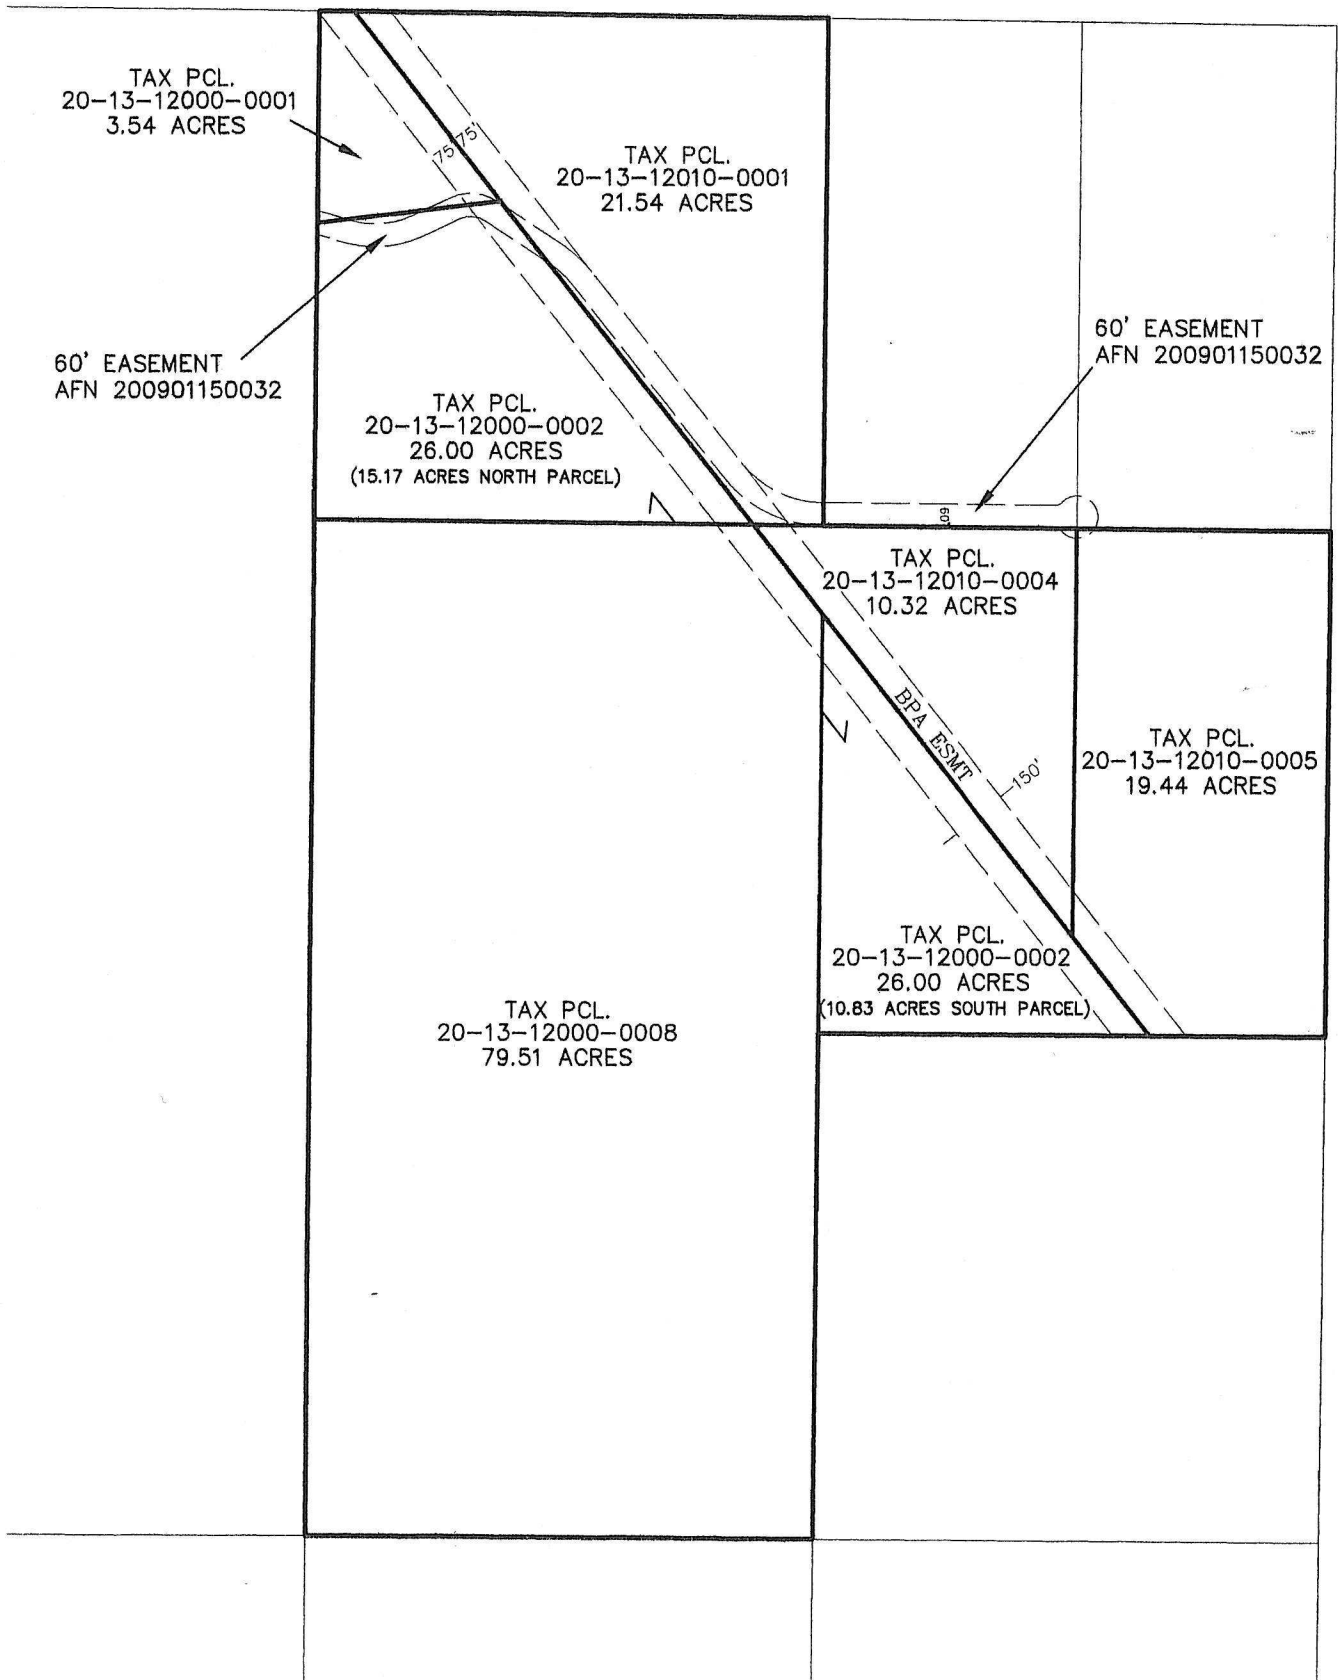 TAX PCL.
20-13-12000-0001
3.54 ACRES
75' 75'
TAX PCL.
20-13-12010-0001
21.54 ACRES
60' EASEMENT
AFN 200901150032
60' EASEMENT
AFN 200901150032
TAX PCL.
20-13-12000-0002
26.00 ACRES
(15.17 ACRES NORTH PARCEL)
60'
TAX PCL.
20-13-12010-0004
10.32 ACRES
BPA ESMT
150'
TAX PCL.
20-13-12010-0005
19.44 ACRES
TAX PCL.
20-13-12000-0002
26.00 ACRES
(10.83 ACRES SOUTH PARCEL)
TAX PCL.
20-13-12000-0008
79.51 ACRES